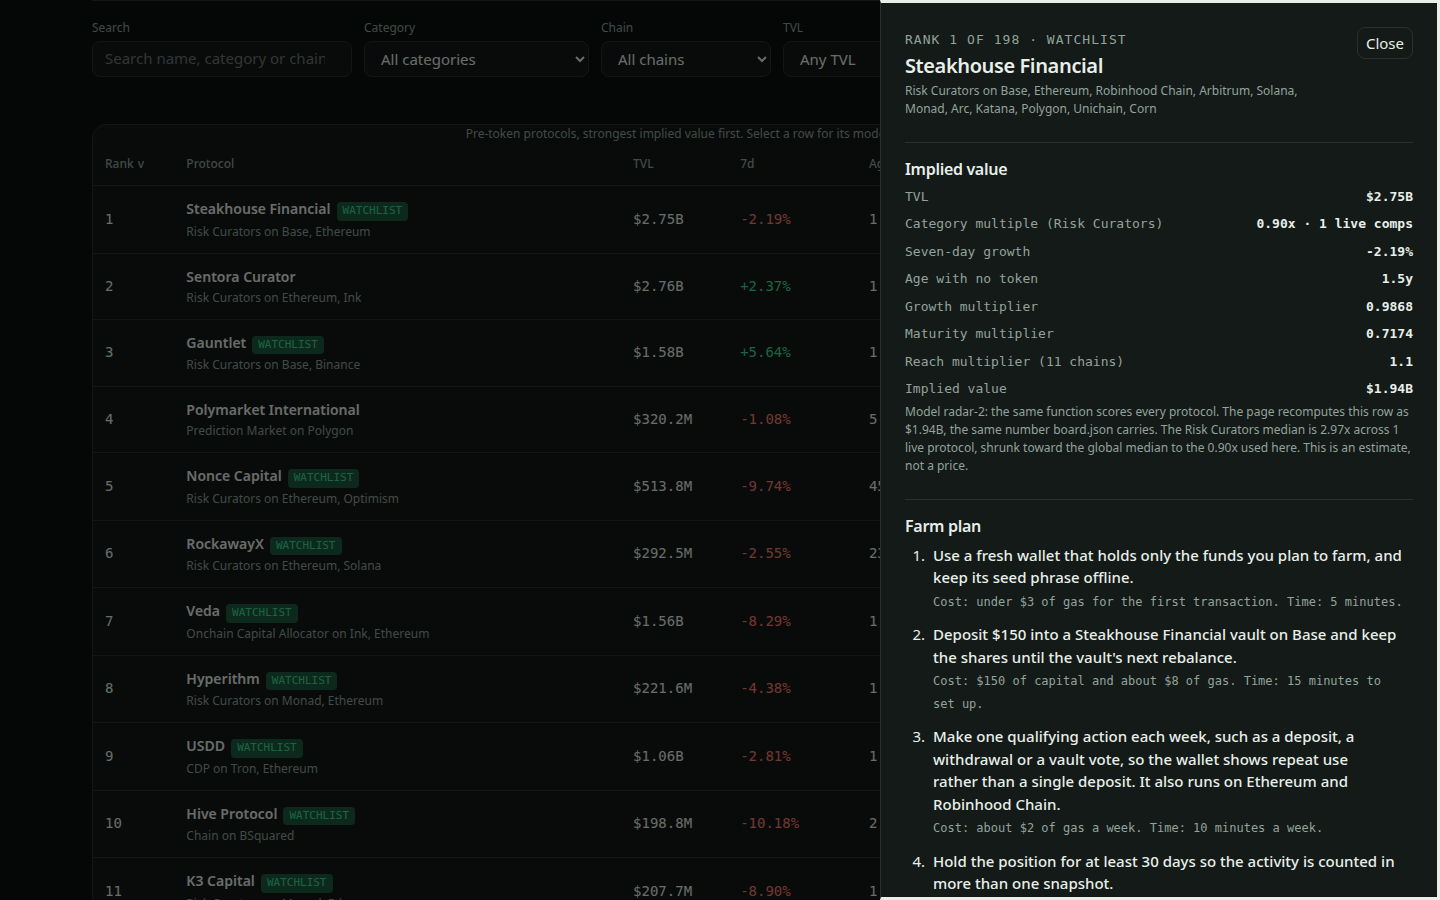 Search
Category
Chain
TVL
Search name, category or chain
All categories
All chains
Any TVL
Pre-token protocols, strongest implied value first. Select a row for its
Rank v
Protocol
TVL
7d
1
Steakhouse Financial WATCHLIST
Risk Curators on Base, Ethereum
$2.75B
-2.19%
1
2
Sentora Curator
Risk Curators on Ethereum, Ink
$2.76B
+2.37%
1
3
Gauntlet WATCHLIST
Risk Curators on Base, Binance
$1.58B
+5.64%
1
4
Polymarket International
Prediction Market on Polygon
$320.2M
-1.08%
5
5
Nonce Capital WATCHLIST
Risk Curators on Ethereum, Optimism
$513.8M
-9.74%
6
RockawayX WATCHLIST
Risk Curators on Ethereum, Solana
$292.5M
-2.55%
7
Veda WATCHLIST
Onchain Capital Allocator on Ink, Ethereum
$1.56B
-8.29%
1
8
Hyperithm WATCHLIST
Risk Curators on Monad, Ethereum
$221.6M
-4.38%
1
9
USDD WATCHLIST
CDP on Tron, Ethereum
$1.06B
-2.81%
1
10
Hive Protocol WATCHLIST
Chain on BSquared
$198.8M
-10.18%
2
11
K3 Capital WATCHLIST
$207.7M
-8.90%
1
RANK 1 OF 198 · WATCHLIST
Close
Steakhouse Financial
Risk Curators on Base, Ethereum, Robinhood Chain, Arbitrum, Solana,
Monad, Arc, Katana, Polygon, Unichain, Corn
Implied value
TVL $2.75B
Category multiple (Risk Curators) 0.90x · 1 live comps
Seven-day growth -2.19%
Age with no token 1.5y
Growth multiplier 0.9868
Maturity multiplier 0.7174
Reach multiplier (11 chains) 1.1
Implied value $1.94B
Model radar-2: the same function scores every protocol. The page recomputes this row as
$1.94B, the same number board.json carries. The Risk Curators median is 2.97x across 1
live protocol, shrunk toward the global median to the 0.90x used here. This is an estimate,
not a price.
Farm plan
1. Use a fresh wallet that holds only the funds you plan to farm, and
keep its seed phrase offline.
Cost: under $3 of gas for the first transaction. Time: 5 minutes.
2. Deposit $150 into a Steakhouse Financial vault on Base and keep
the shares until the vault's next rebalance.
Cost: $150 of capital and about $8 of gas. Time: 15 minutes to
set up.
3. Make one qualifying action each week, such as a deposit, a
withdrawal or a vault vote, so the wallet shows repeat use
rather than a single deposit. It also runs on Ethereum and
Robinhood Chain.
Cost: about $2 of gas a week. Time: 10 minutes a week.
4. Hold the position for at least 30 days so the activity is counted in
more than one snapshot.